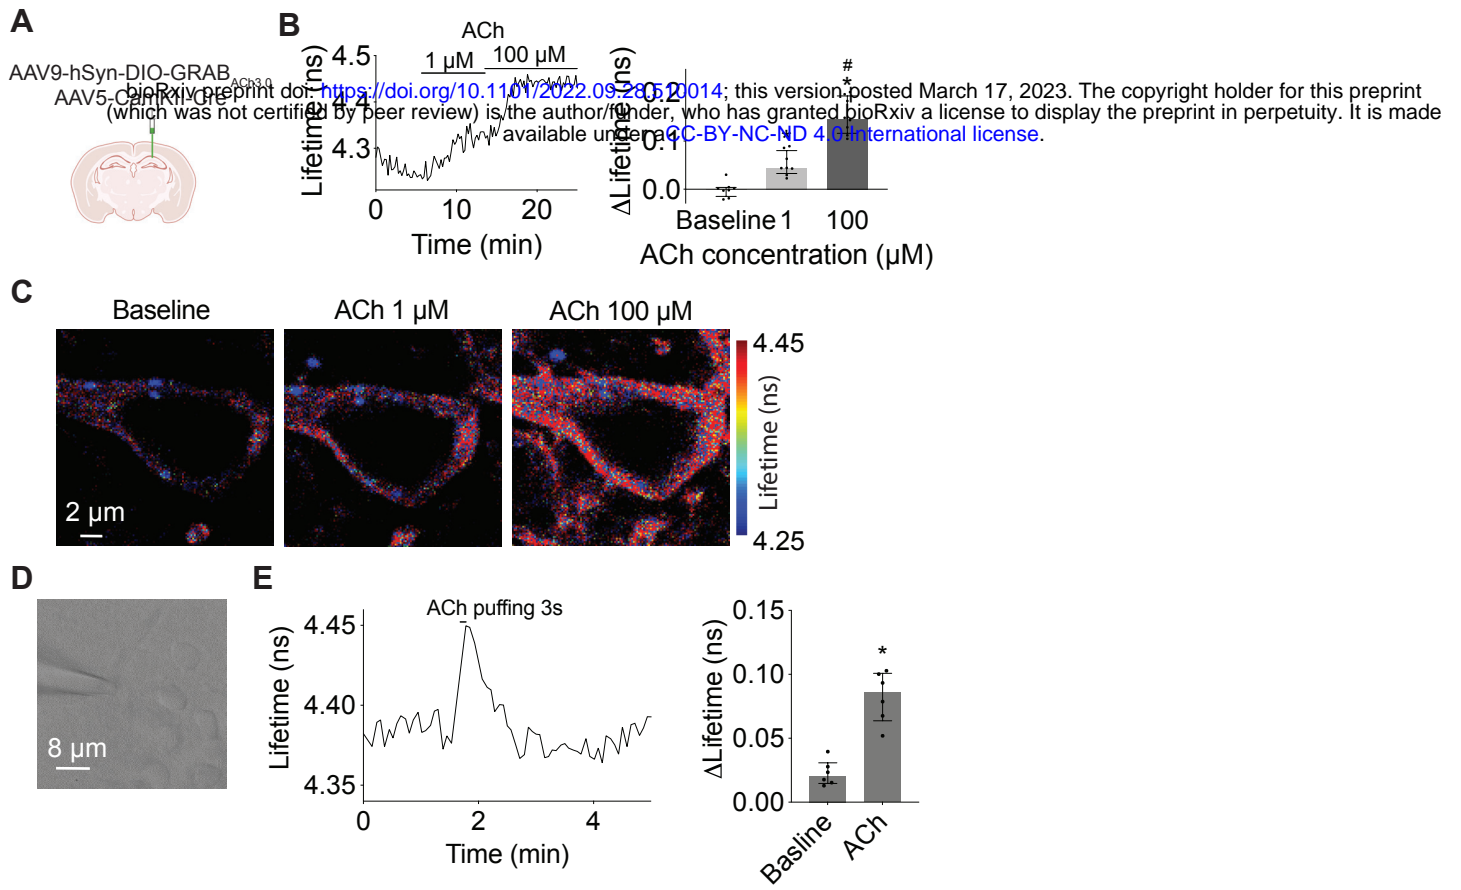 A
AAV9-hSyn-DIO-GRABACh3.0
AAV5-CamKII-Cre
bioRxiv preprint doi: https://doi.org/10.1101/2022.09.28.510014; this version posted March 17, 2023. The copyright holder for this preprint
(which was not certified by peer review) is the author/funder, who has granted bioRxiv a license to display the preprint in perpetuity. It is made
available under aCC-BY-NC-ND 4.0 International license.
B
ACh
1 µM
100 µM
Lifetime (ns)
4.5
4.4
4.3
0
10
20
Time (min)
ΔLifetime (ns)
0.2
0.1
0.0
#
*
*
Baseline
1
100
ACh concentration (µM)
C
Baseline
ACh 1 µM
ACh 100 µM
2 µm
4.45
Lifetime (ns)
4.25
D
8 µm
E
ACh puffing 3s
Lifetime (ns)
4.45
4.40
4.35
0
2
4
Time (min)
ΔLifetime (ns)
0.15
0.10
0.05
0.00
*
Basline
ACh